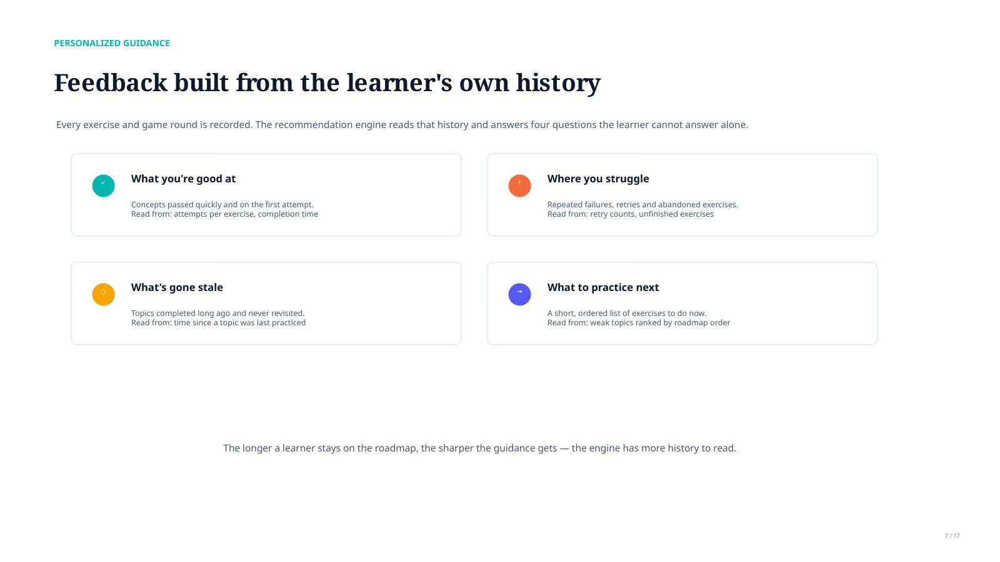 PERSONALIZED GUIDANCE
Feedback built from the learner's own history
Every exercise and game round is recorded. The recommendation engine reads that history and answers four questions the learner cannot answer alone.
✓
What you're good at
Concepts passed quickly and on the first attempt.
Read from: attempts per exercise, completion time
!
Where you struggle
Repeated failures, retries and abandoned exercises.
Read from: retry counts, unfinished exercises
○
What's gone stale
Topics completed long ago and never revisited.
Read from: time since a topic was last practiced
→
What to practice next
A short, ordered list of exercises to do now.
Read from: weak topics ranked by roadmap order
The longer a learner stays on the roadmap, the sharper the guidance gets — the engine has more history to read.
7 / 17